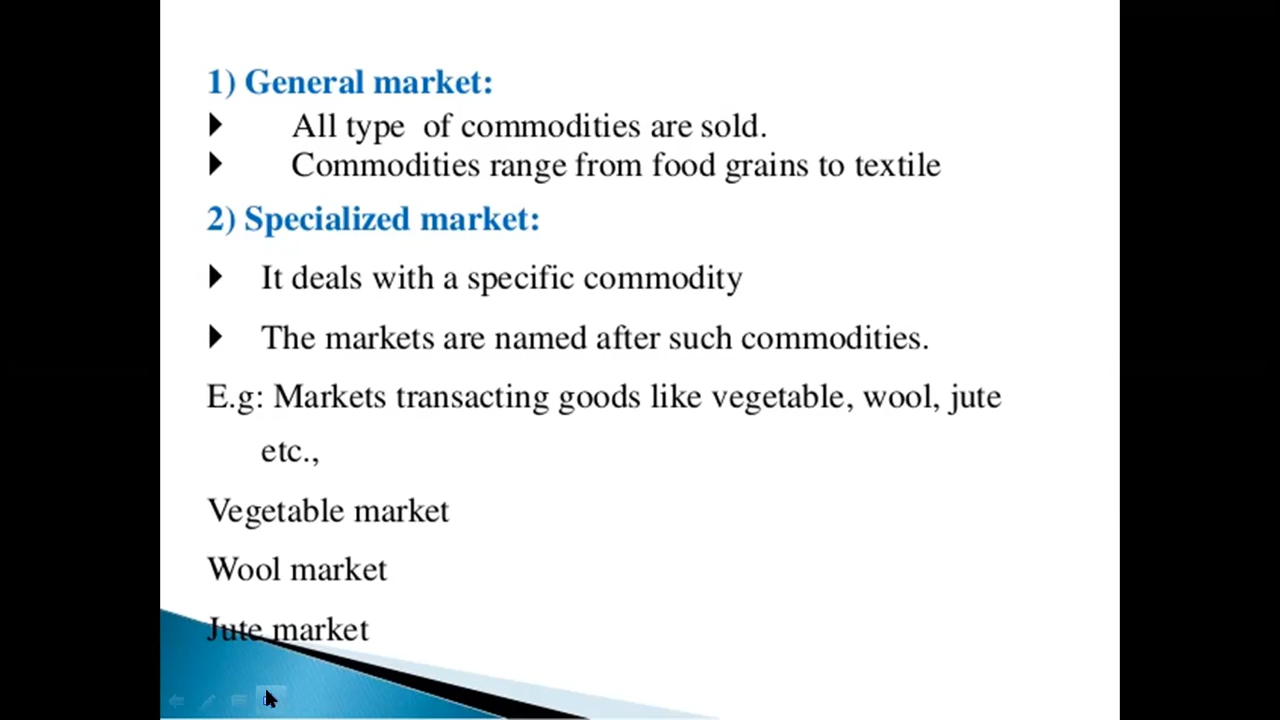 1) General market:
All type of commodities are sold.
Commodities range from food grains to textile
2) Specialized market:
It deals with a specific commodity
The markets are named after such commodities.
E.g: Markets transacting goods like vegetable, wool, jute
etc.,
Vegetable market
Wool market
Jute market